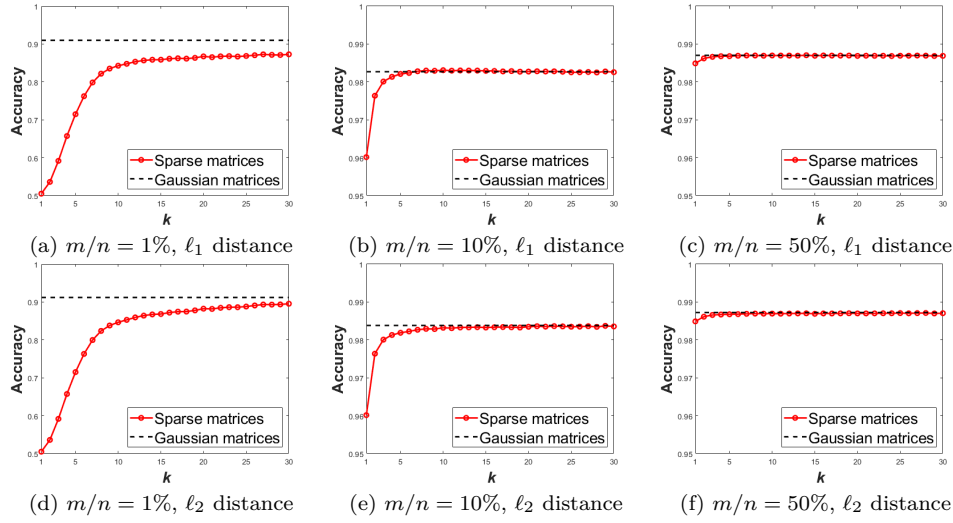 1
0.9
0.8
0.7
0.6
0.5
Accuracy
1 5 10 15 20 25 30
k
Sparse matrices
Gaussian matrices
(a) m/n = 1%, ℓ₁ distance
1
0.99
0.98
0.97
0.96
0.95
Accuracy
1 5 10 15 20 25 30
k
Sparse matrices
Gaussian matrices
(b) m/n = 10%, ℓ₁ distance
1
0.99
0.98
0.97
0.96
0.95
Accuracy
1 5 10 15 20 25 30
k
Sparse matrices
Gaussian matrices
(c) m/n = 50%, ℓ₁ distance
1
0.9
0.8
0.7
0.6
0.5
Accuracy
1 5 10 15 20 25 30
k
Sparse matrices
Gaussian matrices
(d) m/n = 1%, ℓ₂ distance
1
0.99
0.98
0.97
0.96
0.95
Accuracy
1 5 10 15 20 25 30
k
Sparse matrices
Gaussian matrices
(e) m/n = 10%, ℓ₂ distance
1
0.99
0.98
0.97
0.96
0.95
Accuracy
1 5 10 15 20 25 30
k
Sparse matrices
Gaussian matrices
(f) m/n = 50%, ℓ₂ distance